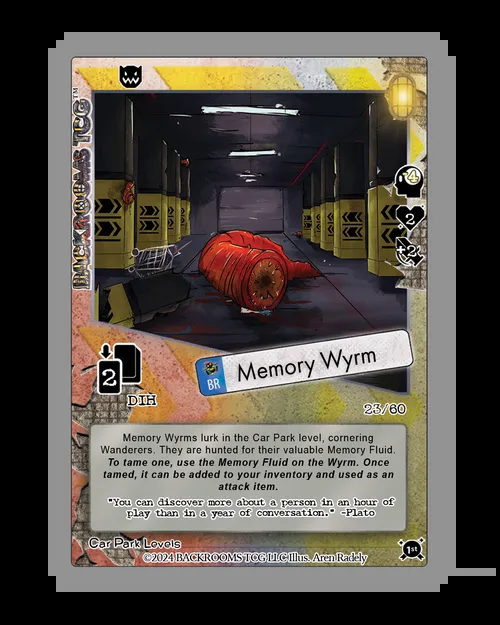 BACKROOMS TCG™
4
2
+2
2
DIH
BR
Memory Wyrm
23/60
Memory Wyrms lurk in the Car Park level, cornering
Wanderers. They are hunted for their valuable Memory Fluid.
To tame one, use the Memory Fluid on the Wyrm. Once
tamed, it can be added to your inventory and used as an
attack item.
"You can discover more about a person in an hour of
play than in a year of conversation." -Plato
Car Park Levels
©2024 BACKROOMS TCG LLC Illus. Aren Radely
1st